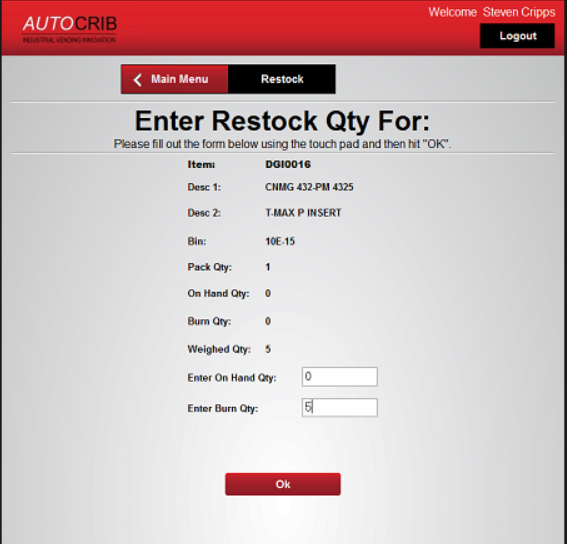 Welcome Steven Cripps
AUTOCRIB
INDUSTRIAL VENDING INNOVATION
Logout
Main Menu
Restock
Enter Restock Qty For:
Please fill out the form below using the touch pad and then hit "OK".
Item: DGI0016
Desc 1: CNMG 432-PM 4325
Desc 2: T-MAX P INSERT
Bin: 10E-15
Pack Qty: 1
On Hand Qty: 0
Burn Qty: 0
Weighed Qty: 5
Enter On Hand Qty: 0
Enter Burn Qty: 5
Ok